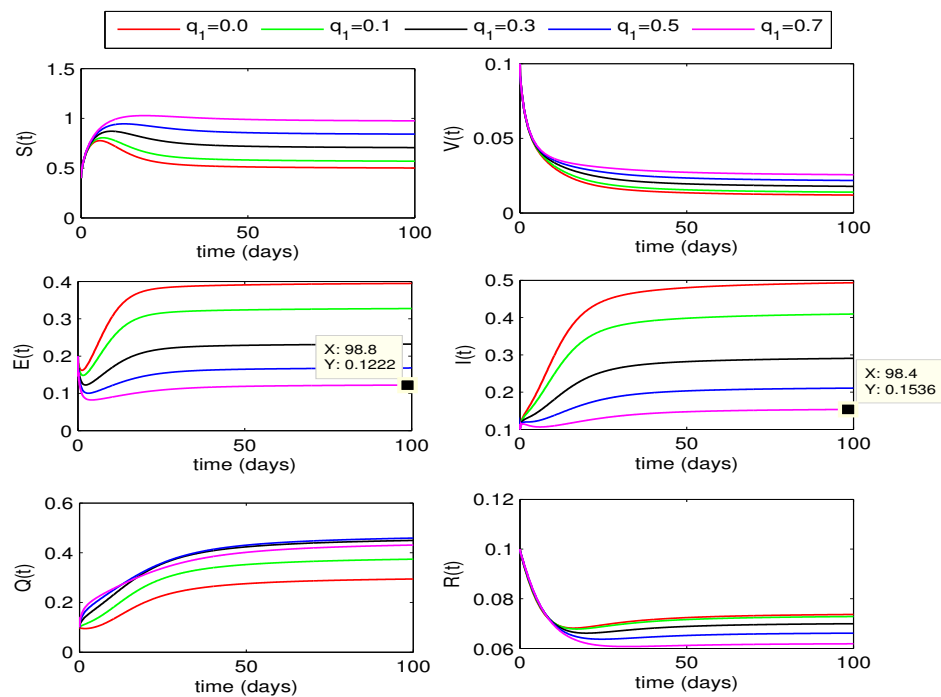 q1=0.0 q1=0.1 q1=0.3 q1=0.5 q1=0.7
S(t)
1.5
1
0.5
0
0 50 100
time (days)
V(t)
0.1
0.05
0
0 50 100
time (days)
E(t)
0.4
0.3
0.2
0.1
0
X: 98.8
Y: 0.1222
0 50 100
time (days)
I(t)
0.5
0.4
0.3
0.2
0.1
X: 98.4
Y: 0.1536
0 50 100
time (days)
Q(t)
0.6
0.4
0.2
0
0 50 100
time (days)
R(t)
0.12
0.1
0.08
0.06
0 50 100
time (days)